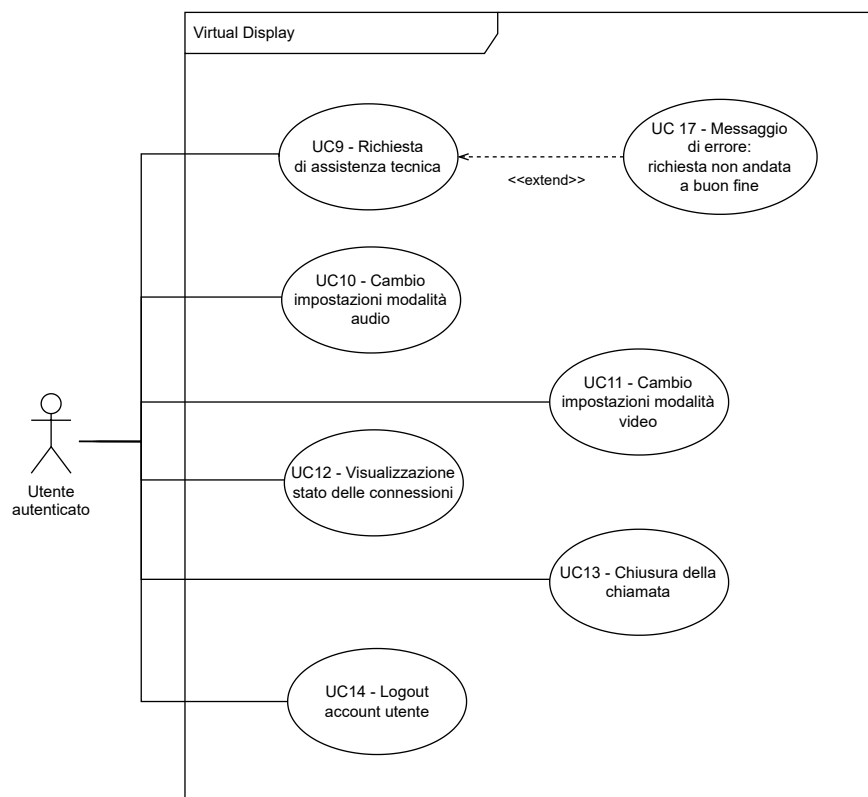 Virtual Display
UC9 - Richiesta
di assistenza tecnica
<<extend>>
UC 17 - Messaggio
di errore:
richiesta non andata
a buon fine
UC10 - Cambio
impostazioni modalità
audio
UC11 - Cambio
impostazioni modalità
video
Utente
autenticato
UC12 - Visualizzazione
stato delle connessioni
UC13 - Chiusura della
chiamata
UC14 - Logout
account utente